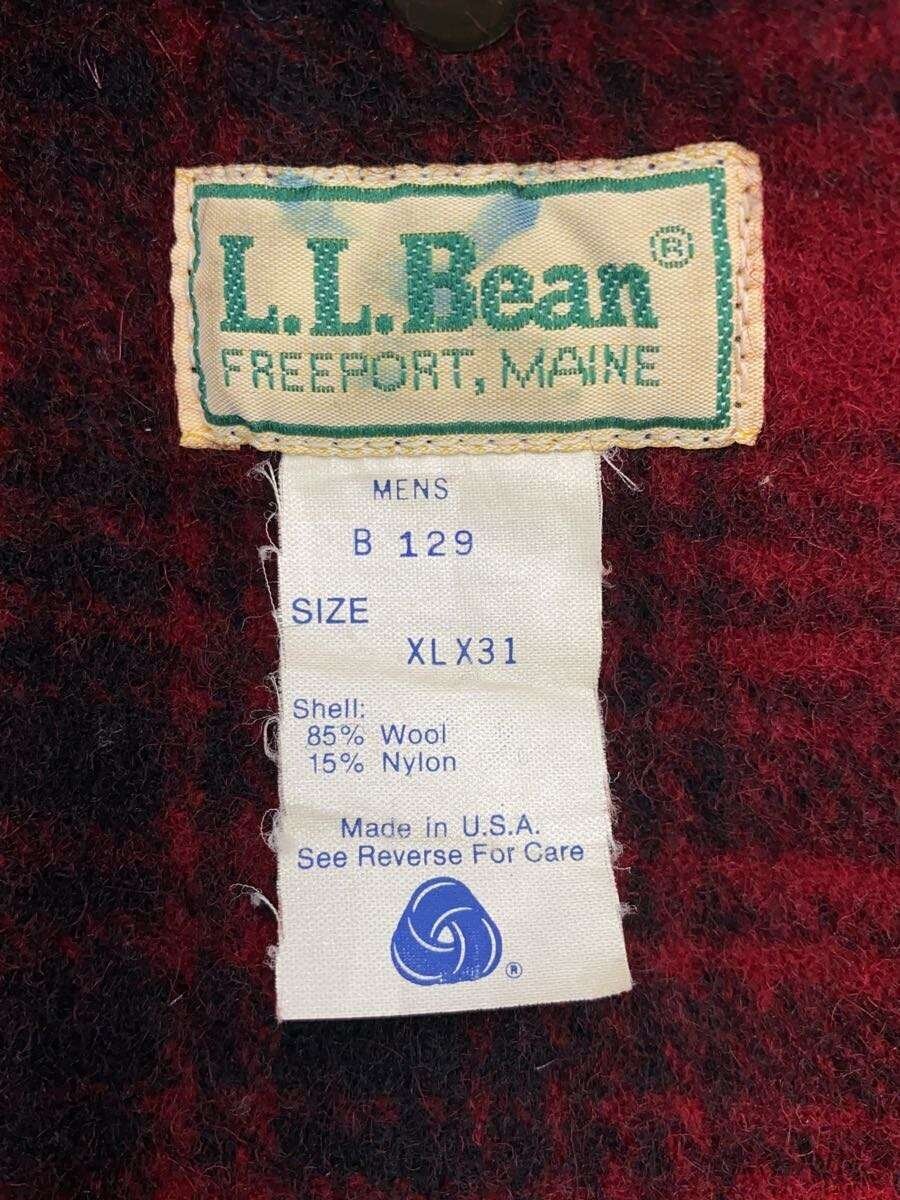 L.L.Bean®
FREEPORT, MAINE
MENS
B 129
SIZE
XL X31
Shell:
85% Wool
15% Nylon
Made in U.S.A.
See Reverse For Care
®